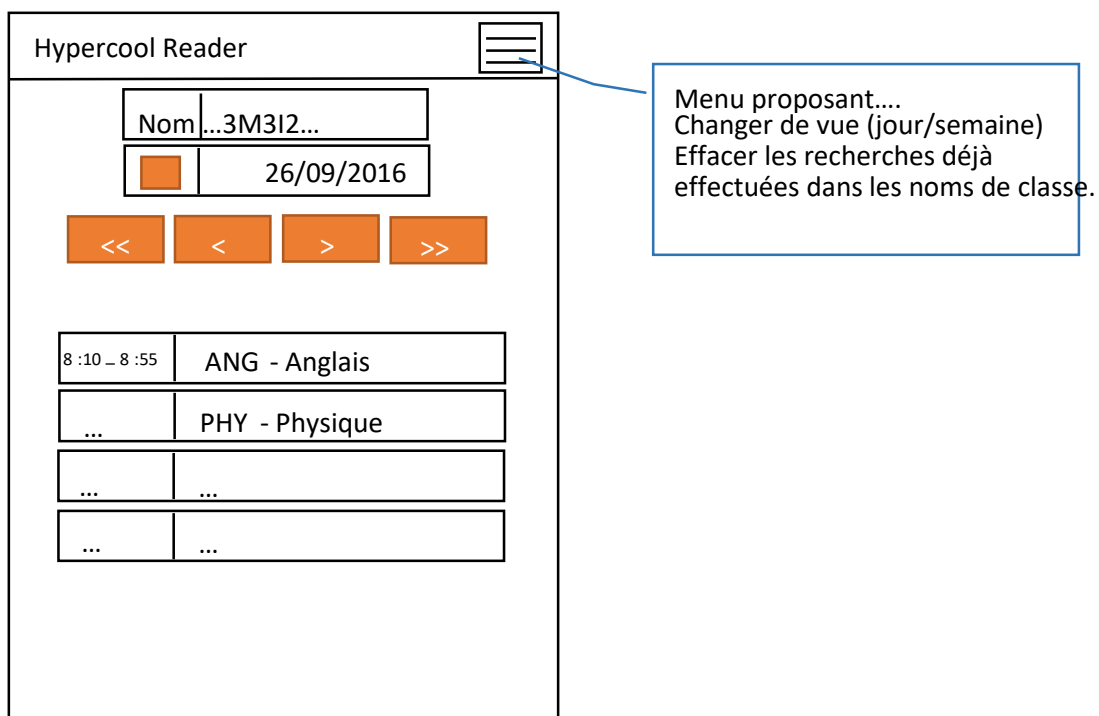 Hypercool Reader
Nom ...3M3I2...
26/09/2016
<< < > >>
8 :10 – 8 :55 ANG - Anglais
... PHY - Physique
... ...
... ...
Menu proposant....
Changer de vue (jour/semaine)
Effacer les recherches déjà
effectuées dans les noms de classe.